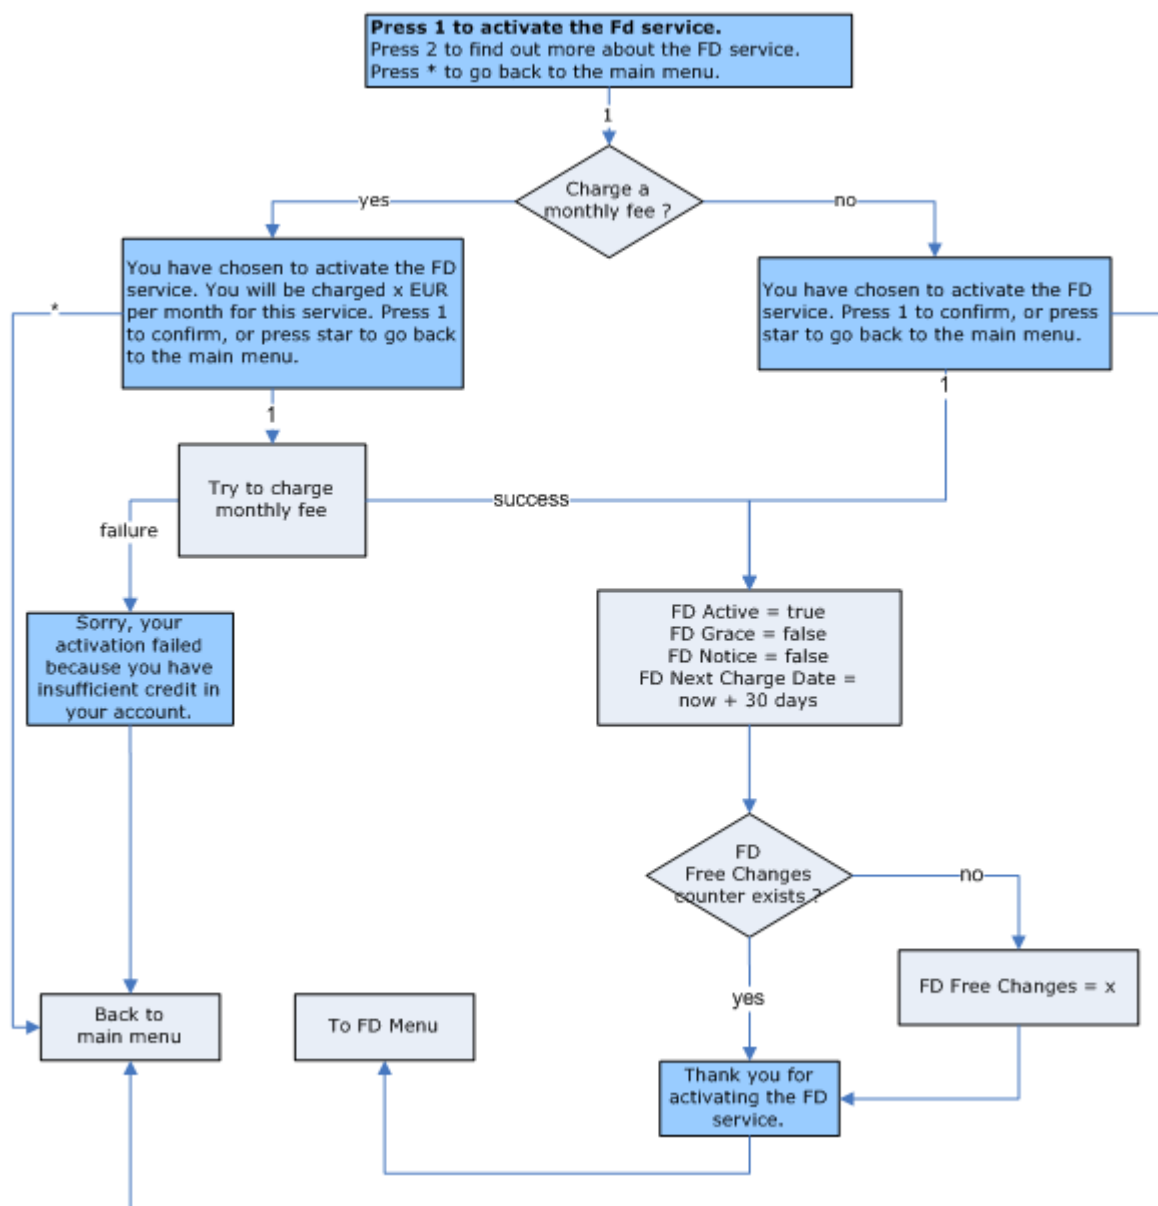 Press 1 to activate the Fd service.
Press 2 to find out more about the FD service.
Press * to go back to the main menu.
1
Charge a
monthly fee ?
yes
no
You have chosen to activate the FD
service. You will be charged x EUR
per month for this service. Press 1
to confirm, or press star to go back
to the main menu.
*
You have chosen to activate the FD
service. Press 1 to confirm, or press
star to go back to the main menu.
1
1
Try to charge
monthly fee
success
failure
Sorry, your
activation failed
because you have
insufficient credit in
your account.
FD Active = true
FD Grace = false
FD Notice = false
FD Next Charge Date =
now + 30 days
FD
Free Changes
counter exists ?
no
FD Free Changes = x
yes
Back to
main menu
To FD Menu
Thank you for
activating the FD
service.